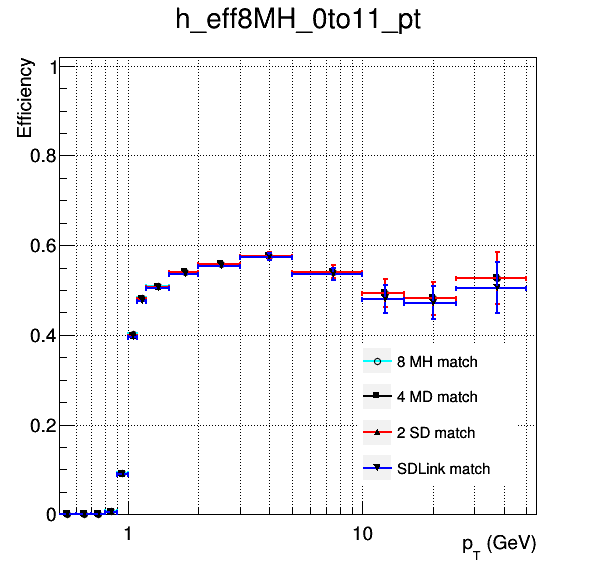 h_eff8MH_0to11_pt
Efficiency
1
0.8
0.6
0.4
0.2
0
8 MH match
4 MD match
2 SD match
SDLink match
1
10
p_T (GeV)